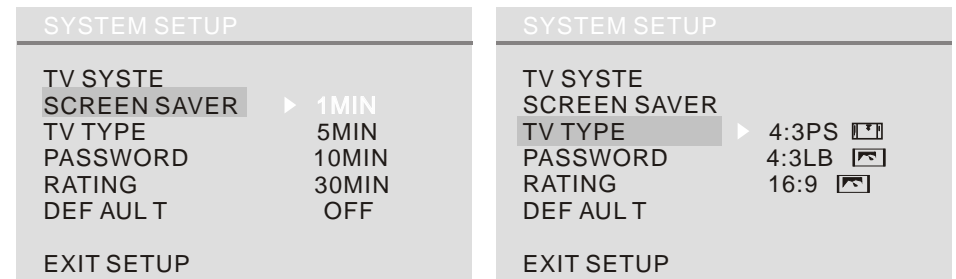 SYSTEM SETUP
TV SYSTE
SCREEN SAVER 1MIN
TV TYPE 5MIN
PASSWORD 10MIN
RATING 30MIN
DEF AUL T OFF
EXIT SETUP
SYSTEM SETUP
TV SYSTE
SCREEN SAVER
TV TYPE 4:3PS
PASSWORD 4:3LB
RATING 16:9
DEF AUL T
EXIT SETUP